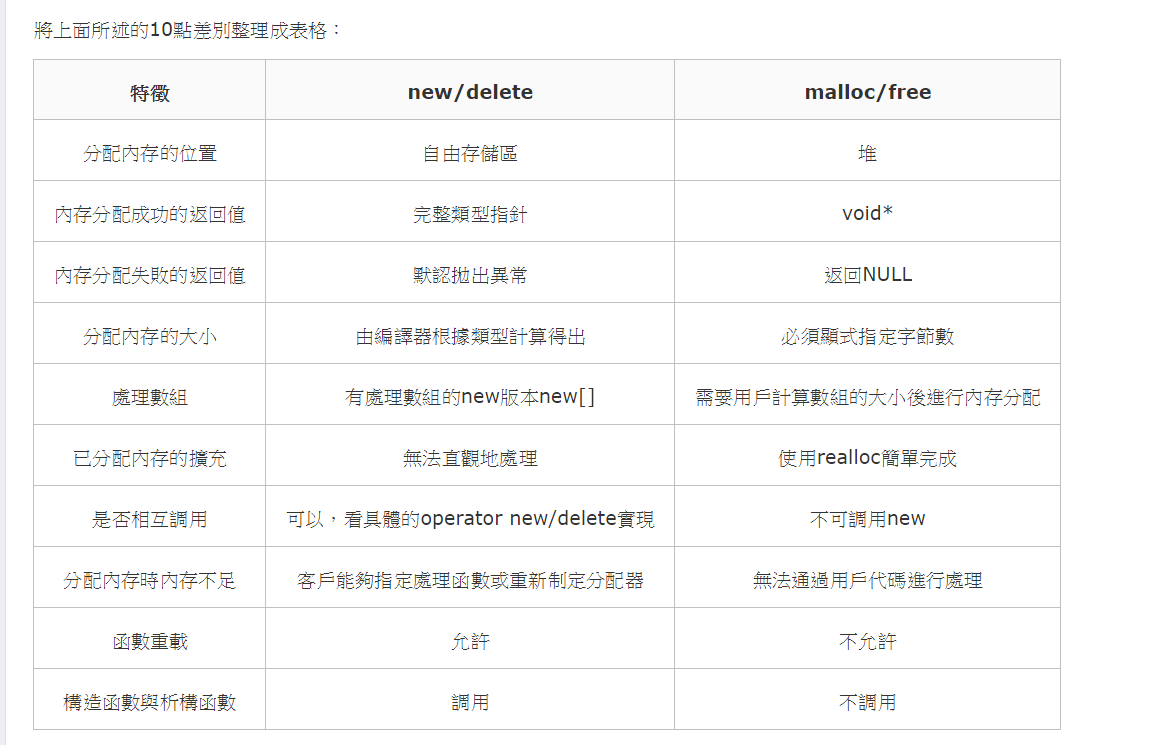 將上面所述的10點差別整理成表格：
特徵 new/delete malloc/free
分配內存的位置 自由存儲區 堆
內存分配成功的返回值 完整類型指針 void*
內存分配失敗的返回值 默認拋出異常 返回NULL
分配內存的大小 由編譯器根據類型計算得出 必須顯式指定字節數
處理數組 有處理數組的new版本new[] 需要用戶計算數組的大小後進行內存分配
已分配內存的擴充 無法直觀地處理 使用realloc簡單完成
是否相互調用 可以，看具體的operator new/delete實現 不可調用new
分配內存時內存不足 客戶能夠指定處理函數或重新制定分配器 無法通過用戶代碼進行處理
函數重載 允許 不允許
構造函數與析構函數 調用 不調用